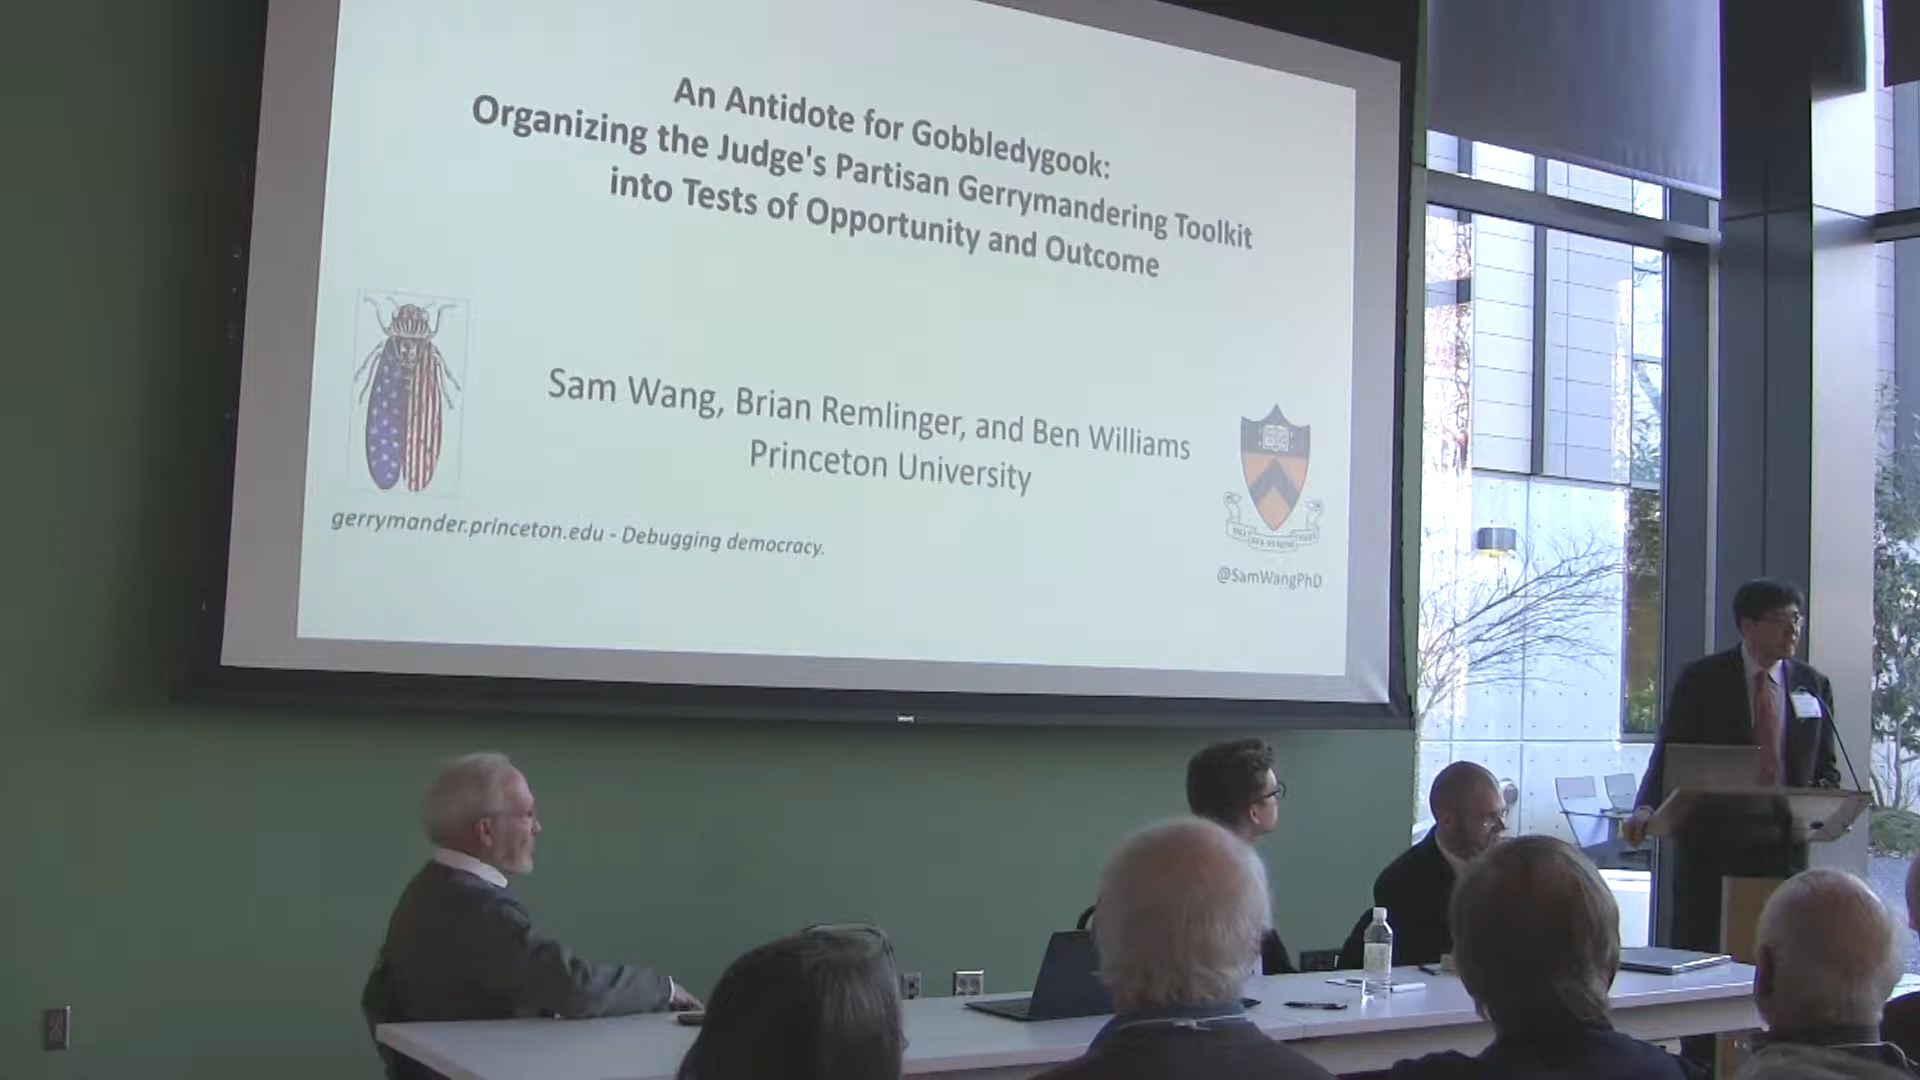 An Antidote for Gobbledygook:
Organizing the Judge's Partisan Gerrymandering Toolkit
into Tests of Opportunity and Outcome
Sam Wang, Brian Remlinger, and Ben Williams
Princeton University
gerrymander.princeton.edu - Debugging democracy.
@SamWangPhD